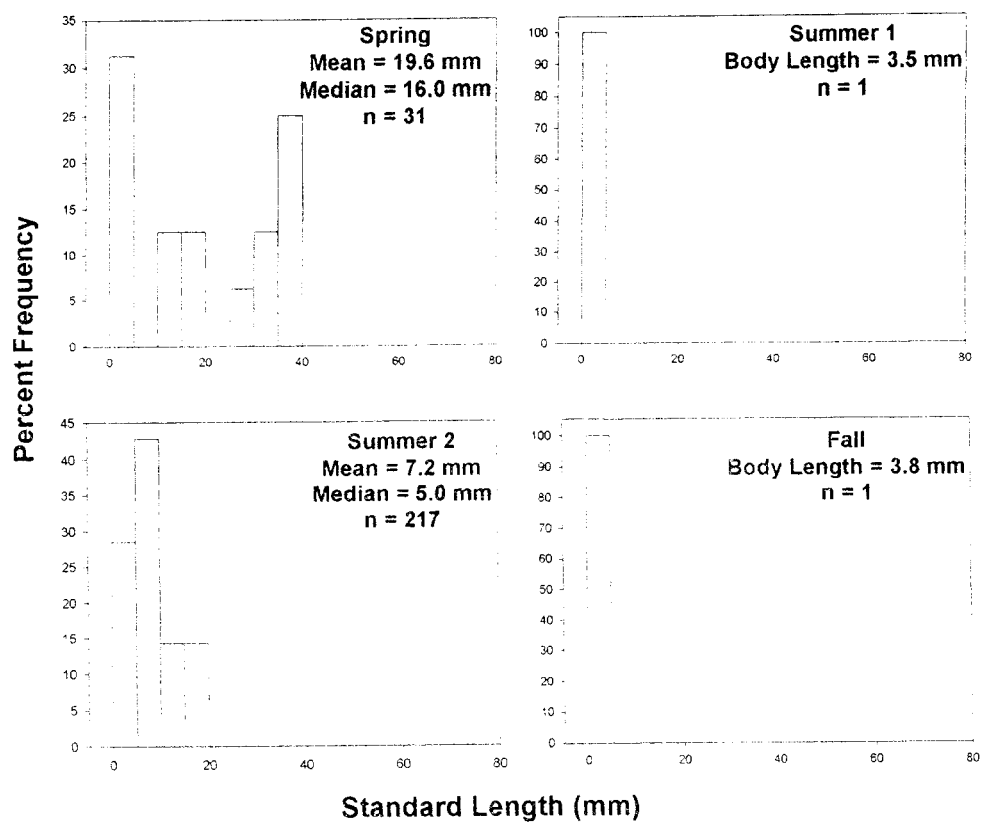 Percent Frequency
35
30
25
20
15
10
5
0
Spring
Mean = 19.6 mm
Median = 16.0 mm
n = 31
0 20 40 60 80
100
90
80
70
60
50
40
30
20
10
0
Summer 1
Body Length = 3.5 mm
n = 1
0 20 40 60 80
45
40
35
30
25
20
15
10
5
0
Summer 2
Mean = 7.2 mm
Median = 5.0 mm
n = 217
0 20 40 60 80
100
90
80
70
60
50
40
30
20
10
0
Fall
Body Length = 3.8 mm
n = 1
0 20 40 60 80
Standard Length (mm)